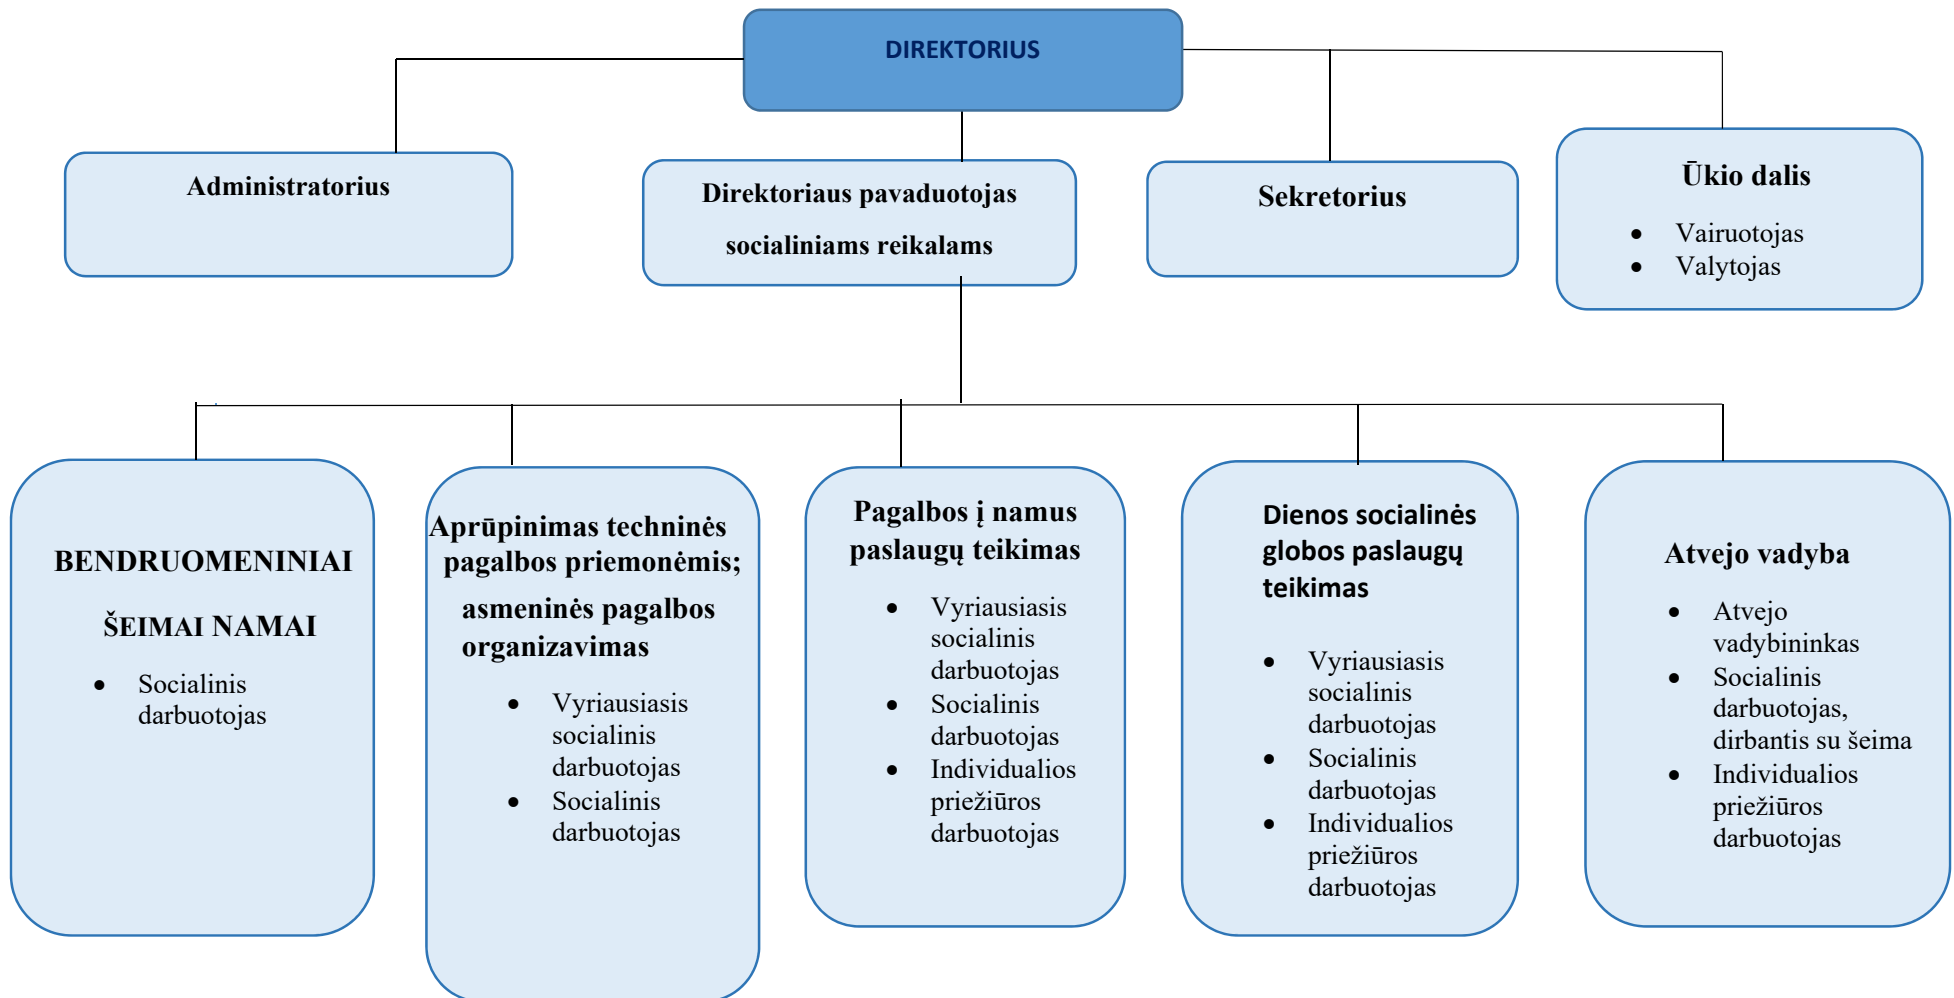 DIREKTORIUS
Administratorius
Direktoriaus pavaduotojas
socialiniams reikalams
Sekretorius
Ūkio dalis
• Vairuotojas
• Valytojas
BENDRUOMENINIAI
ŠEIMAI NAMAI
• Socialinis
darbuotojas
Aprūpinimas techninės
pagalbos priemonėmis;
asmeninės pagalbos
organizavimas
• Vyriausiasis
socialinis
darbuotojas
• Socialinis
darbuotojas
Pagalbos į namus
paslaugų teikimas
• Vyriausiasis
socialinis
darbuotojas
• Socialinis
darbuotojas
• Individualios
priežiūros
darbuotojas
Dienos socialinės
globos paslaugų
teikimas
• Vyriausiasis
socialinis
darbuotojas
• Socialinis
darbuotojas
• Individualios
priežiūros
darbuotojas
Atvejo vadyba
• Atvejo
vadybininkas
• Socialinis
darbuotojas,
dirbantis su šeima
• Individualios
priežiūros
darbuotojas